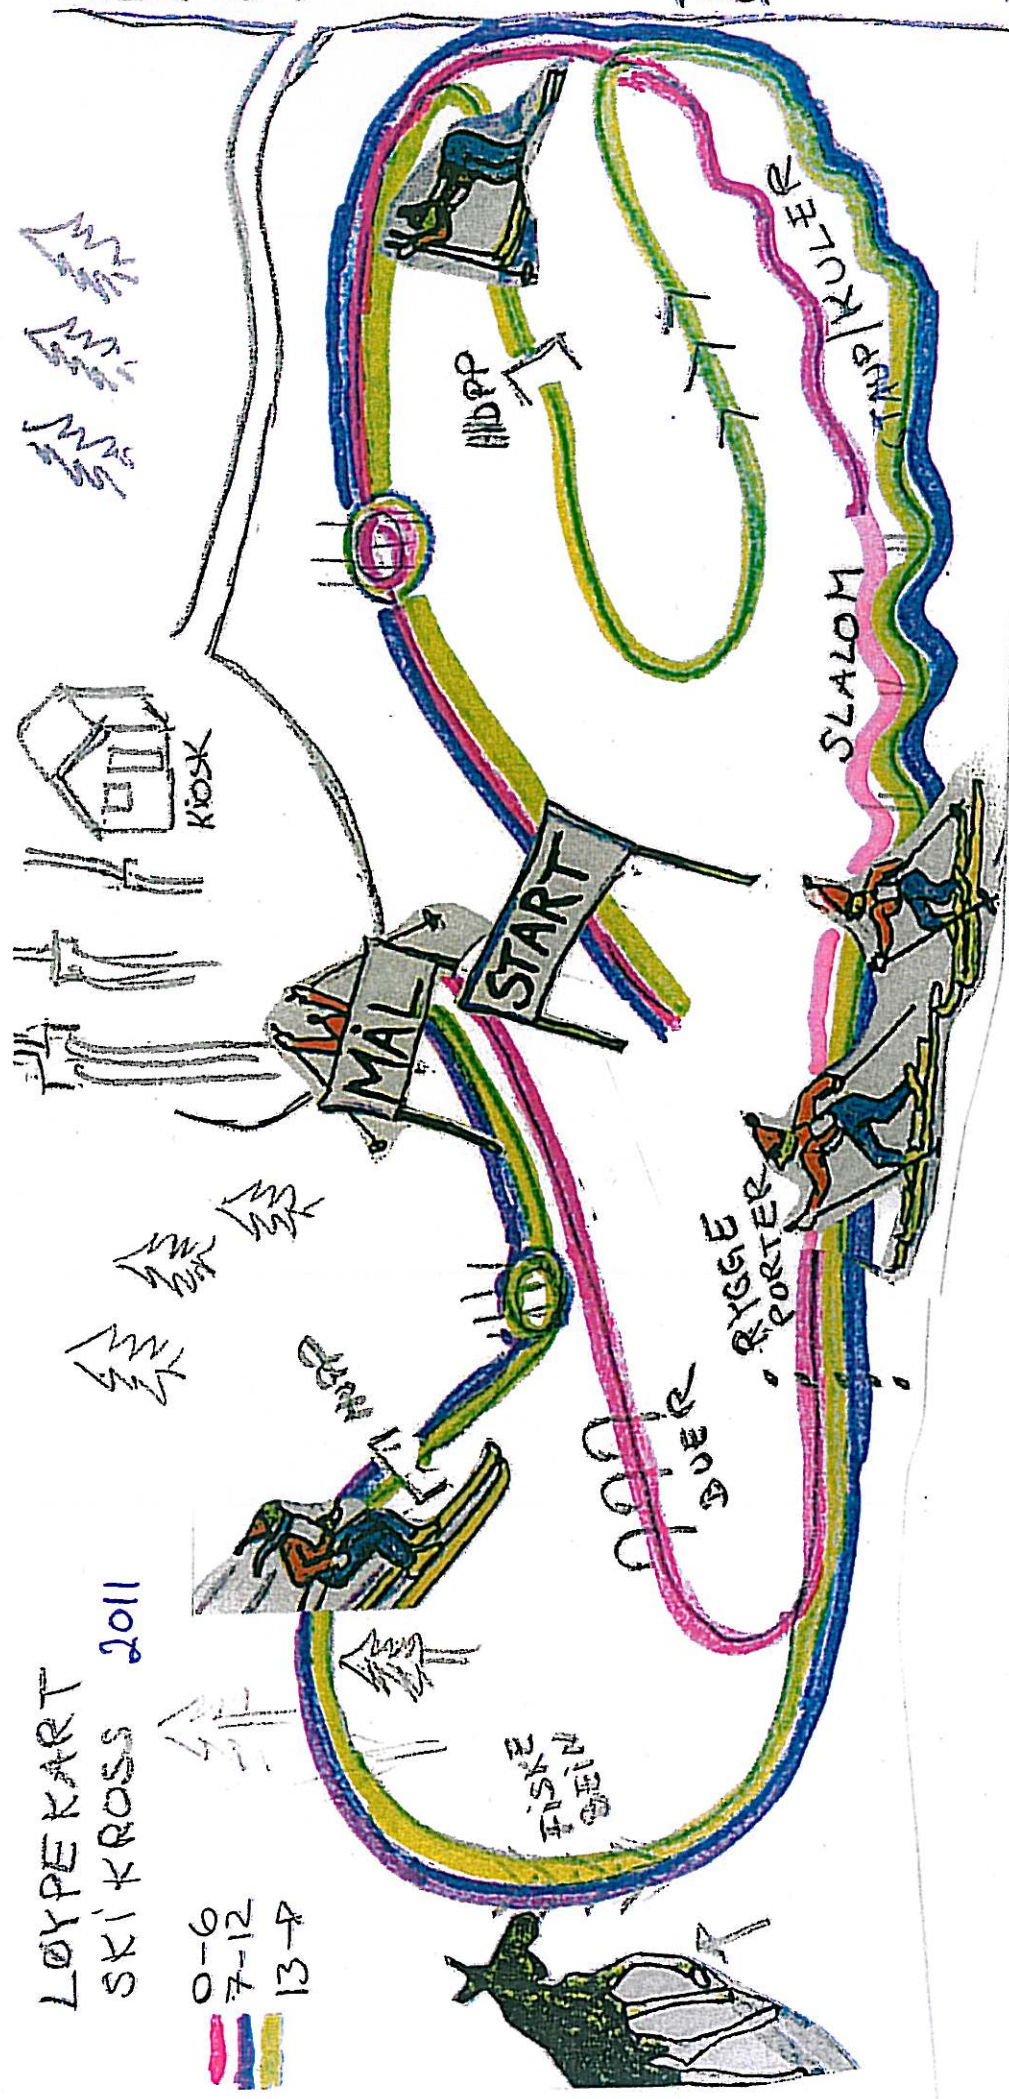 LØYPEKART
SKI KROSS 2011
0-6
7-12
13-
FISKE
BEIN
HOPP
MÅL
START
KIOSK
BUER
RYGGE
PORTER
SLALOM
HOPP
KULER